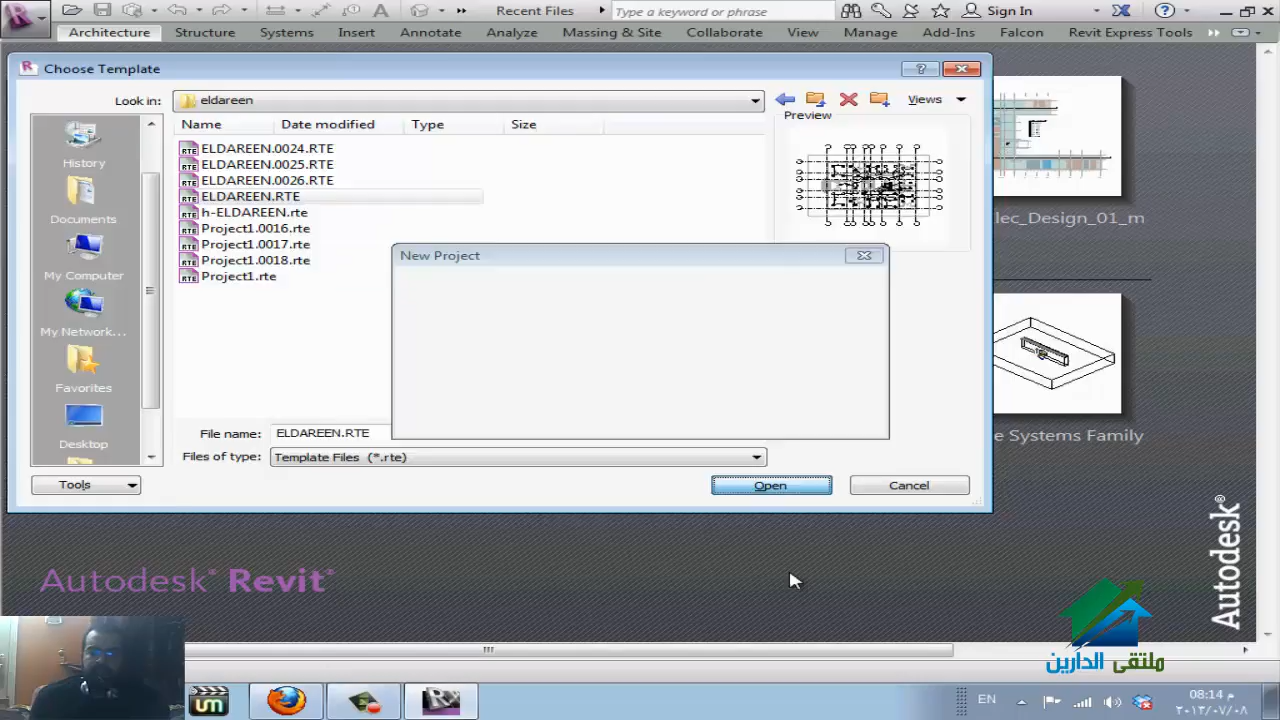 Recent Files
Type a keyword or phrase
Sign In
Architecture Structure Systems Insert Annotate Analyze Massing & Site Collaborate View Manage Add-Ins Falcon Revit Express Tools
Choose Template
Look in: eldareen
Views
Preview
Name Date modified Type Size
ELDAREEN.0024.RTE
ELDAREEN.0025.RTE
ELDAREEN.0026.RTE
ELDAREEN.RTE
h-ELDAREEN.rte
Project1.0016.rte
Project1.0017.rte
Project1.0018.rte
Project1.rte
History
Documents
My Computer
My Network...
Favorites
Desktop
New Project
File name: ELDAREEN.RTE
Files of type: Template Files (*.rte)
Tools
Open
Cancel
lec_Design_01_m
e Systems Family
Autodesk® Revit®
Autodesk®
ملتقى الدارين
um
EN
08:14 م
٢٠١٣/٠٧/٠٨